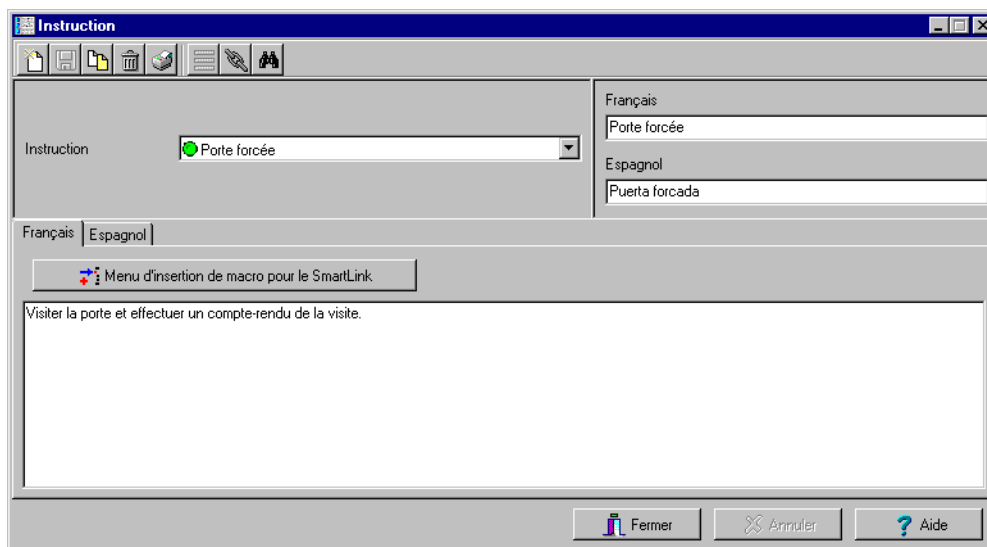 Instruction
Français
Porte forcée
Instruction
Porte forcée
Espagnol
Puerta forcada
Français Espagnol
Menu d'insertion de macro pour le SmartLink
Visiter la porte et effectuer un compte-rendu de la visite.
Fermer Annuler Aide